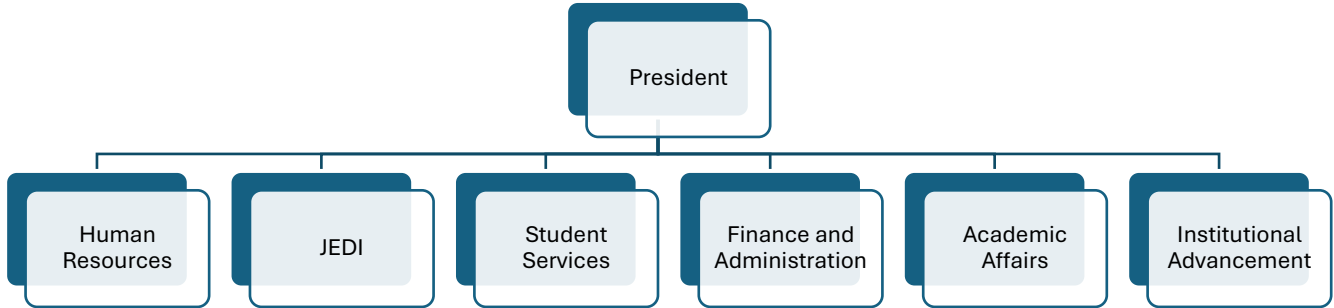 President
Human
Resources
JEDI
Student
Services
Finance and
Administration
Academic
Affairs
Institutional
Advancement